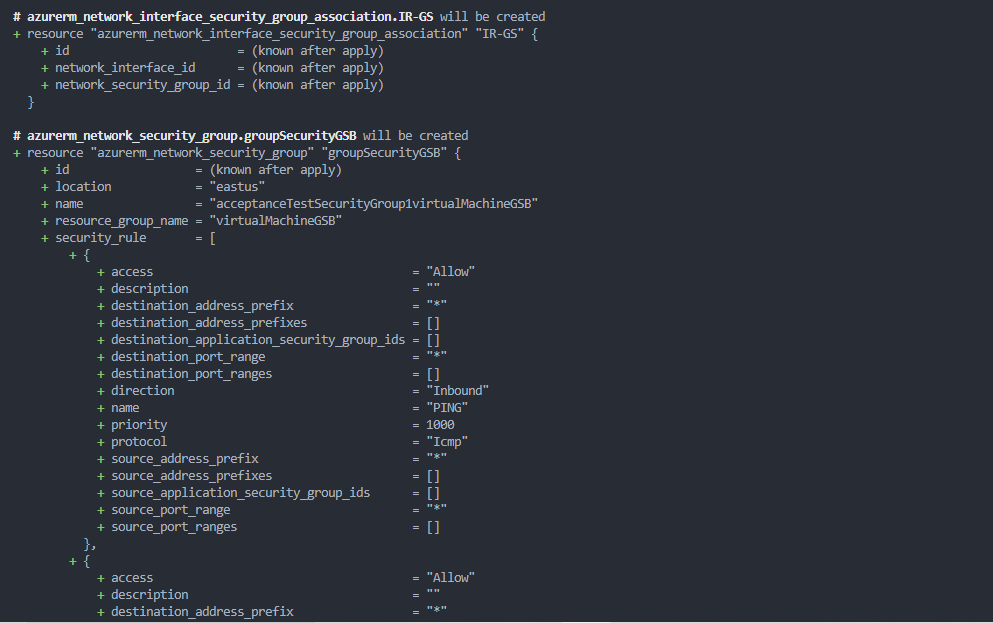 # azurerm_network_interface_security_group_association.IR-GS will be created
+ resource "azurerm_network_interface_security_group_association" "IR-GS" {
+ id = (known after apply)
+ network_interface_id = (known after apply)
+ network_security_group_id = (known after apply)
}
# azurerm_network_security_group.groupSecurityGSB will be created
+ resource "azurerm_network_security_group" "groupSecurityGSB" {
+ id = (known after apply)
+ location = "eastus"
+ name = "acceptanceTestSecurityGroup1virtualMachineGSB"
+ resource_group_name = "virtualMachineGSB"
+ security_rule = [
+ {
+ access = "Allow"
+ description = ""
+ destination_address_prefix = "*"
+ destination_address_prefixes = []
+ destination_application_security_group_ids = []
+ destination_port_range = "*"
+ destination_port_ranges = []
+ direction = "Inbound"
+ name = "PING"
+ priority = 1000
+ protocol = "Icmp"
+ source_address_prefix = "*"
+ source_address_prefixes = []
+ source_application_security_group_ids = []
+ source_port_range = "*"
+ source_port_ranges = []
},
+ {
+ access = "Allow"
+ description = ""
+ destination_address_prefix = "*"